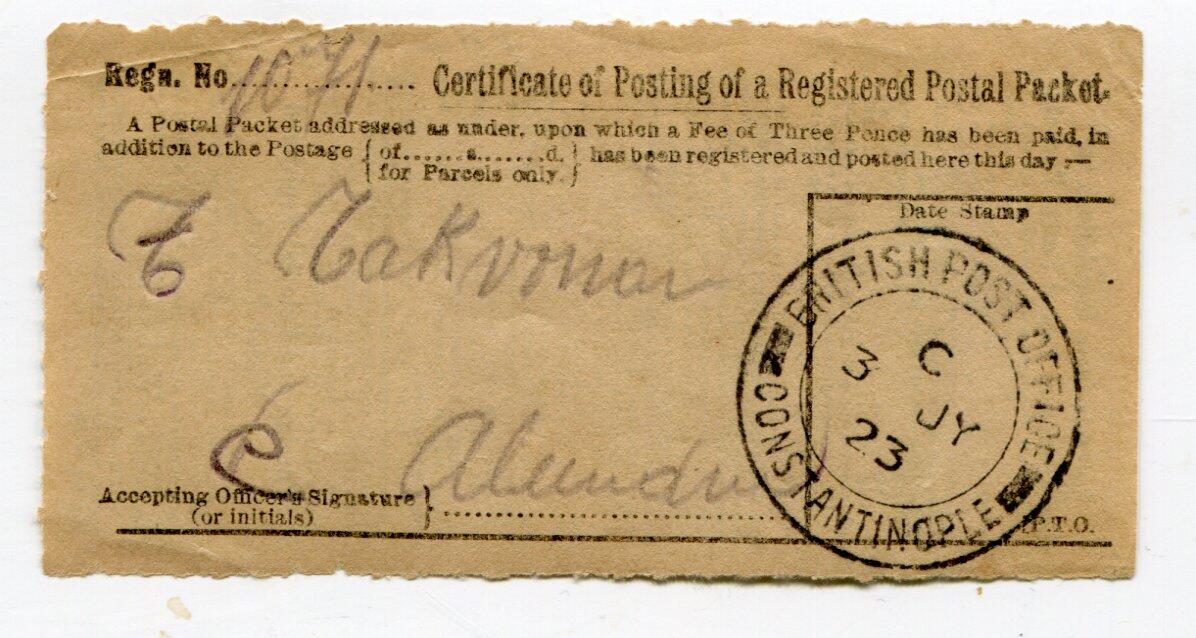 Regn. No. 1071 Certificate of Posting of a Registered Postal Packet.
A Postal Packet addressed as under, upon which a Fee of Three Pence has been paid, in
addition to the Postage { of......s.......d. } has been registered and posted here this day :—
{ for Parcels only. }
Date Stamp
BRITISH POST OFFICE
C
3 JY
23
CONSTANTINOPLE
Accepting Officer's Signature }
(or initials)
P.T.O.